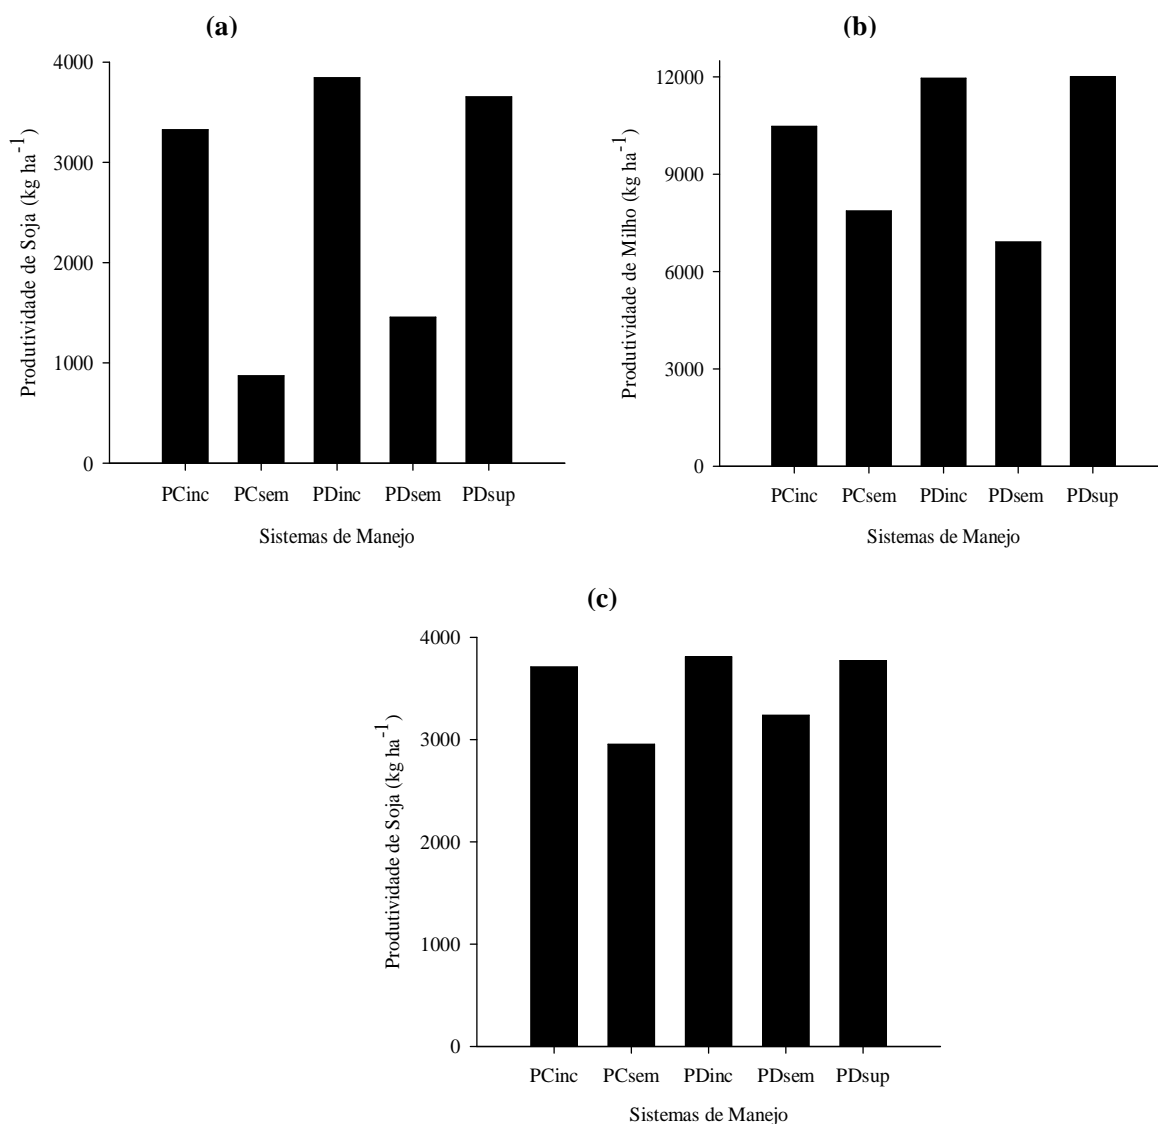 (a)
Produtividade de Soja (kg ha⁻¹)
4000
3000
2000
1000
0
PCinc PCsem PDinc PDsem PDsup
Sistemas de Manejo
(b)
Produtividade de Milho (kg ha⁻¹)
12000
9000
6000
3000
0
PCinc PCsem PDinc PDsem PDsup
Sistemas de Manejo
(c)
Produtividade de Soja (kg ha⁻¹)
4000
3000
2000
1000
0
PCinc PCsem PDinc PDsem PDsup
Sistemas de Manejo